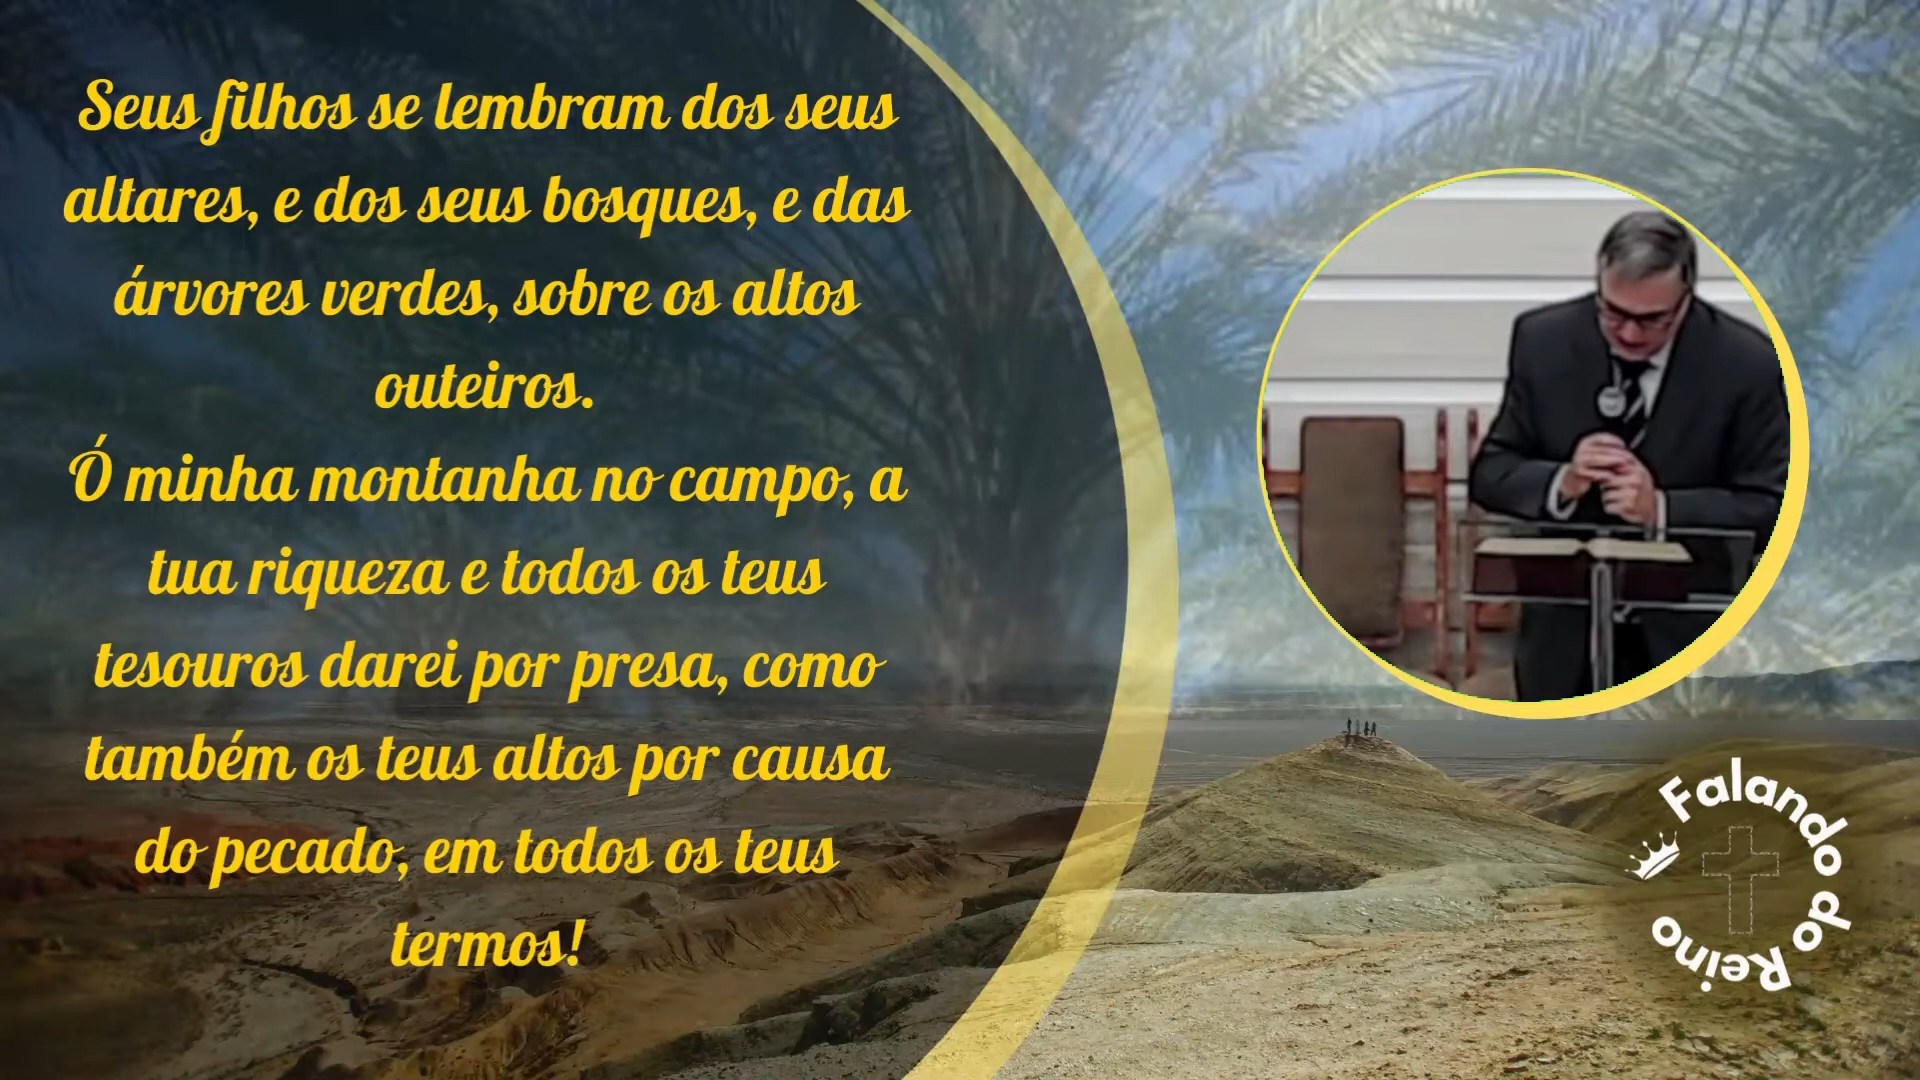 Seus filhos se lembram dos seus
altares, e dos seus bosques, e das
árvores verdes, sobre os altos
outeiros.
Ó minha montanha no campo, a
tua riqueza e todos os teus
tesouros darei por presa, como
também os teus altos por causa
do pecado, em todos os teus
termos!
Falando do Reino